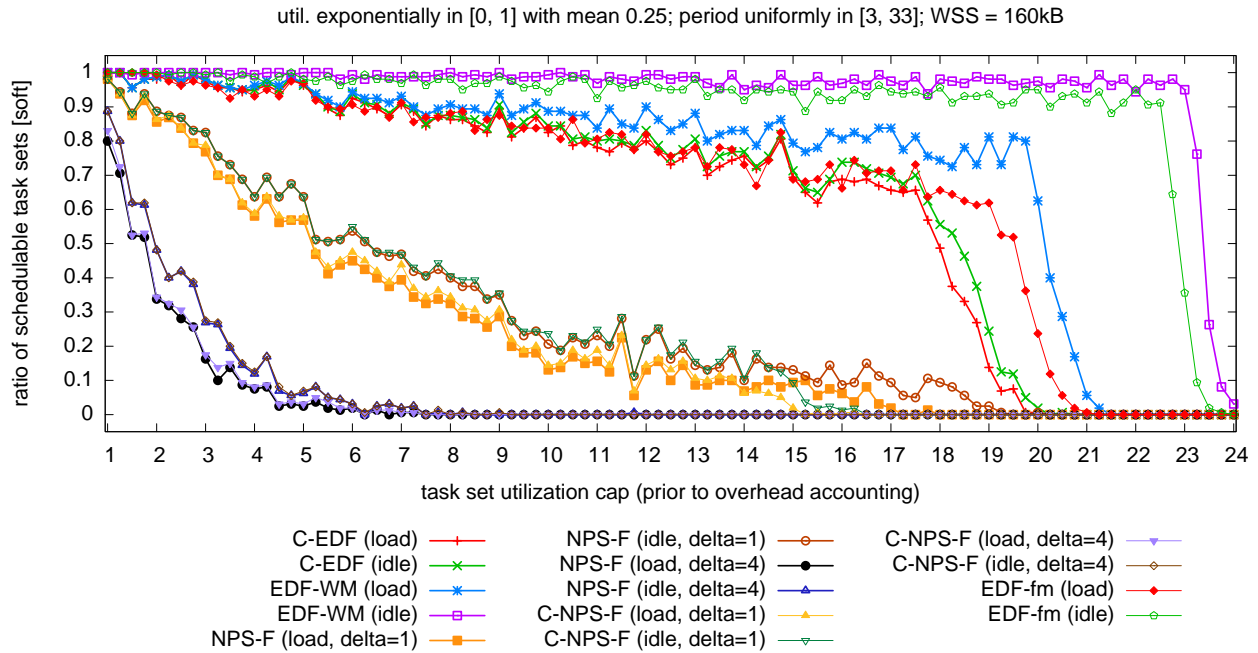 util. exponentially in [0, 1] with mean 0.25; period uniformly in [3, 33]; WSS = 160kB
ratio of schedulable task sets [soft]
1
0.9
0.8
0.7
0.6
0.5
0.4
0.3
0.2
0.1
0
1 2 3 4 5 6 7 8 9 10 11 12 13 14 15 16 17 18 19 20 21 22 23 24
task set utilization cap (prior to overhead accounting)
C-EDF (load)
C-EDF (idle)
EDF-WM (load)
EDF-WM (idle)
NPS-F (load, delta=1)
NPS-F (idle, delta=1)
NPS-F (load, delta=4)
NPS-F (idle, delta=4)
C-NPS-F (load, delta=1)
C-NPS-F (idle, delta=1)
C-NPS-F (load, delta=4)
C-NPS-F (idle, delta=4)
EDF-fm (load)
EDF-fm (idle)